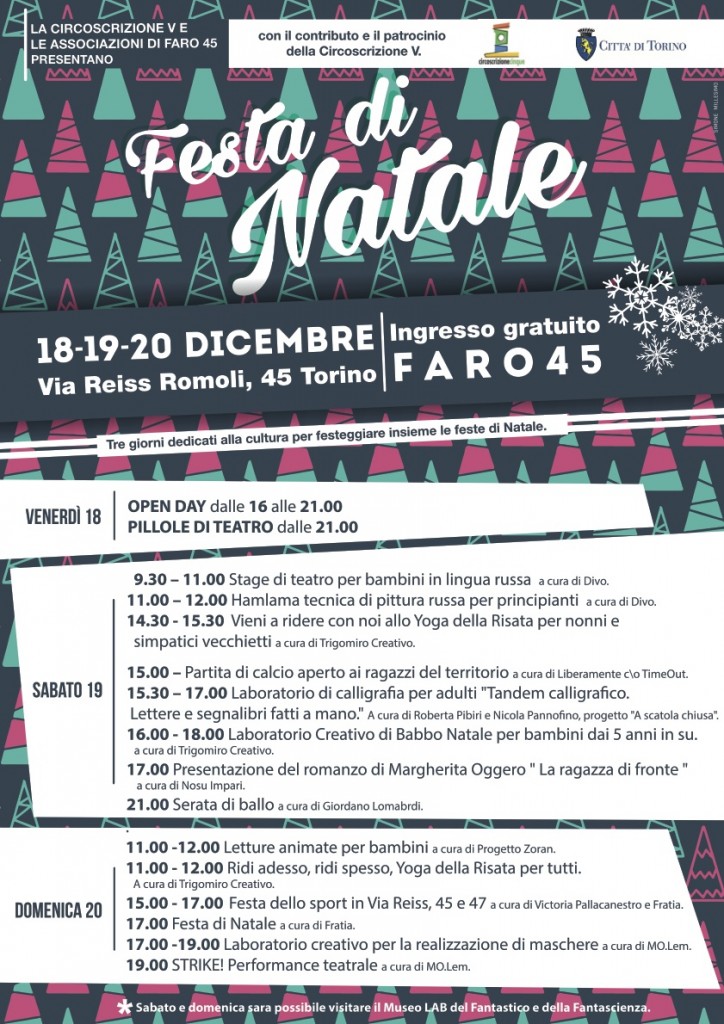 LA CIRCOSCRIZIONE V E
LE ASSOCIAZIONI DI FARO 45
PRESENTANO
con il contributo e il patrocinio
della Circoscrizione V.
circoscrizionecinque
CITTA' DI TORINO
Festa di
Natale
18-19-20 DICEMBRE
Via Reiss Romoli, 45 Torino
Ingresso gratuito
FARO45
Tre giorni dedicati alla cultura per festeggiare insieme le feste di Natale.
VENERDÌ 18
OPEN DAY dalle 16 alle 21.00
PILLOLE DI TEATRO dalle 21.00
SABATO 19
9.30 – 11.00 Stage di teatro per bambini in lingua russa a cura di Divo.
11.00 – 12.00 Hamlama tecnica di pittura russa per principianti a cura di Divo.
14.30 - 15.30 Vieni a ridere con noi allo Yoga della Risata per nonni e
simpatici vecchietti a cura di Trigomiro Creativo.
15.00 – Partita di calcio aperto ai ragazzi del territorio a cura di Liberamente c\o TimeOut.
15.30 – 17.00 Laboratorio di calligrafia per adulti "Tandem calligrafico.
Lettere e segnalibri fatti a mano." A cura di Roberta Pibiri e Nicola Pannofino, progetto "A scatola chiusa".
16.00 - 18.00 Laboratorio Creativo di Babbo Natale per bambini dai 5 anni in su.
a cura di Trigomiro Creativo.
17.00 Presentazione del romanzo di Margherita Oggero " La ragazza di fronte "
a cura di Nosu Impari.
21.00 Serata di ballo a cura di Giordano Lomabrdi.
DOMENICA 20
11.00 -12.00 Letture animate per bambini a cura di Progetto Zoran.
11.00 - 12.00 Ridi adesso, ridi spesso, Yoga della Risata per tutti.
A cura di Trigomiro Creativo.
15.00 - 17.00 Festa dello sport in Via Reiss, 45 e 47 a cura di Victoria Pallacanestro e Fratia.
17.00 Festa di Natale a cura di Fratia.
17.00 -19.00 Laboratorio creativo per la realizzazione di maschere a cura di MO.Lem.
19.00 STRIKE! Performance teatrale a cura di MO.Lem.
* Sabato e domenica sara possibile visitare il Museo LAB del Fantastico e della Fantascienza.